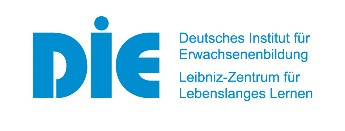 DIE
Deutsches Institut für
Erwachsenenbildung
Leibniz-Zentrum für
Lebenslanges Lernen